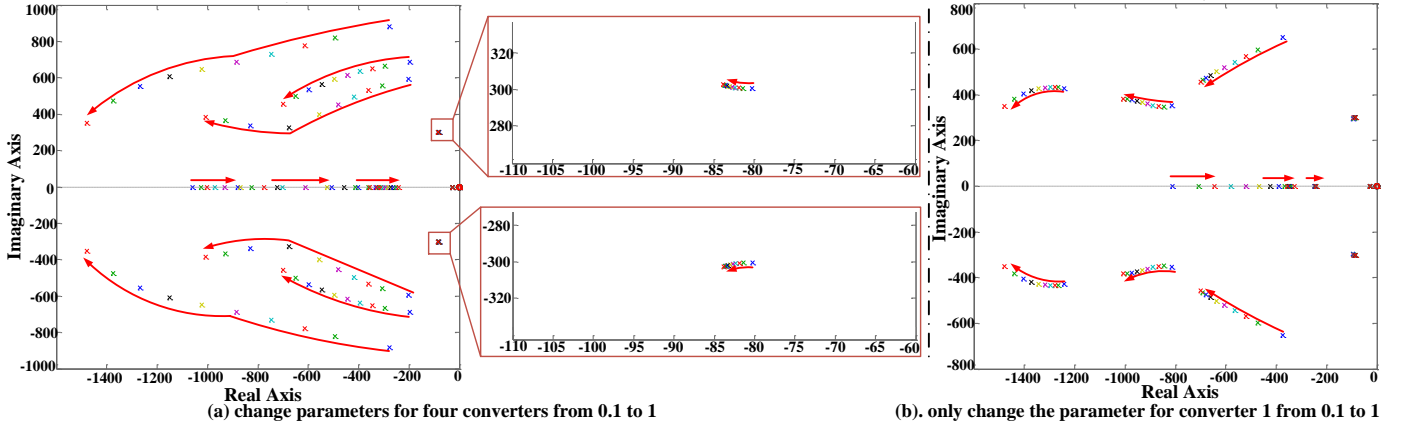 1000
800
600
400
200
0
-200
-400
-600
-800
-1000
Imaginary Axis
-1400 -1200 -1000 -800 -600 -400 -200 0
Real Axis
(a) change parameters for four converters from 0.1 to 1
320
300
280
-110 -105 -100 -95 -90 -85 -80 -75 -70 -65 -60
-280
-300
-320
-110 -105 -100 -95 -90 -85 -80 -75 -70 -65 -60
800
600
400
200
0
-200
-400
-600
-800
Imaginary Axis
-1400 -1200 -1000 -800 -600 -400 -200 0
Real Axis
(b). only change the parameter for converter 1 from 0.1 to 1